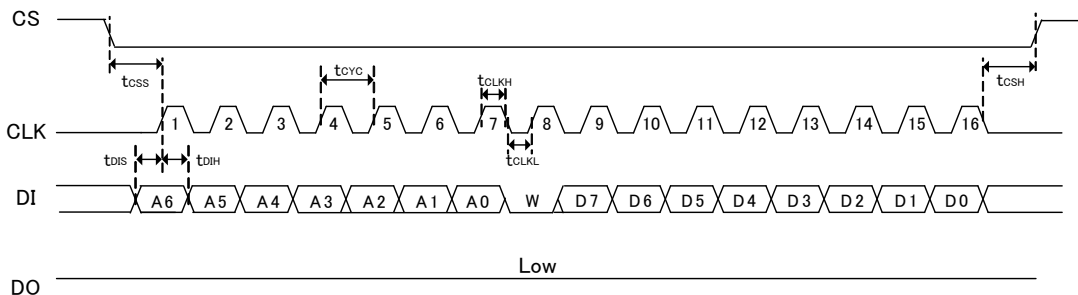 CS
tCSS
tCYC
tCLKH
tCSH
CLK
1 2 3 4 5 6 7 8 9 10 11 12 13 14 15 16
tDIS
tDIH
tCLKL
DI
A6 A5 A4 A3 A2 A1 A0 W D7 D6 D5 D4 D3 D2 D1 D0
Low
DO